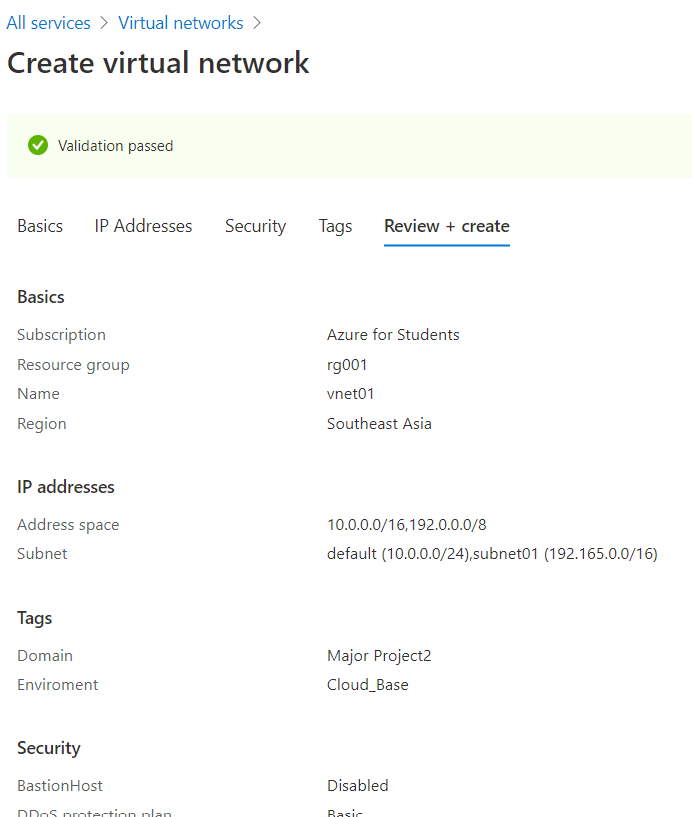 All services > Virtual networks >
Create virtual network
Validation passed
Basics IP Addresses Security Tags Review + create
Basics
Subscription Azure for Students
Resource group rg001
Name vnet01
Region Southeast Asia
IP addresses
Address space 10.0.0.0/16,192.0.0.0/8
Subnet default (10.0.0.0/24),subnet01 (192.165.0.0/16)
Tags
Domain Major Project2
Enviroment Cloud_Base
Security
BastionHost Disabled
DDoS protection plan Basic